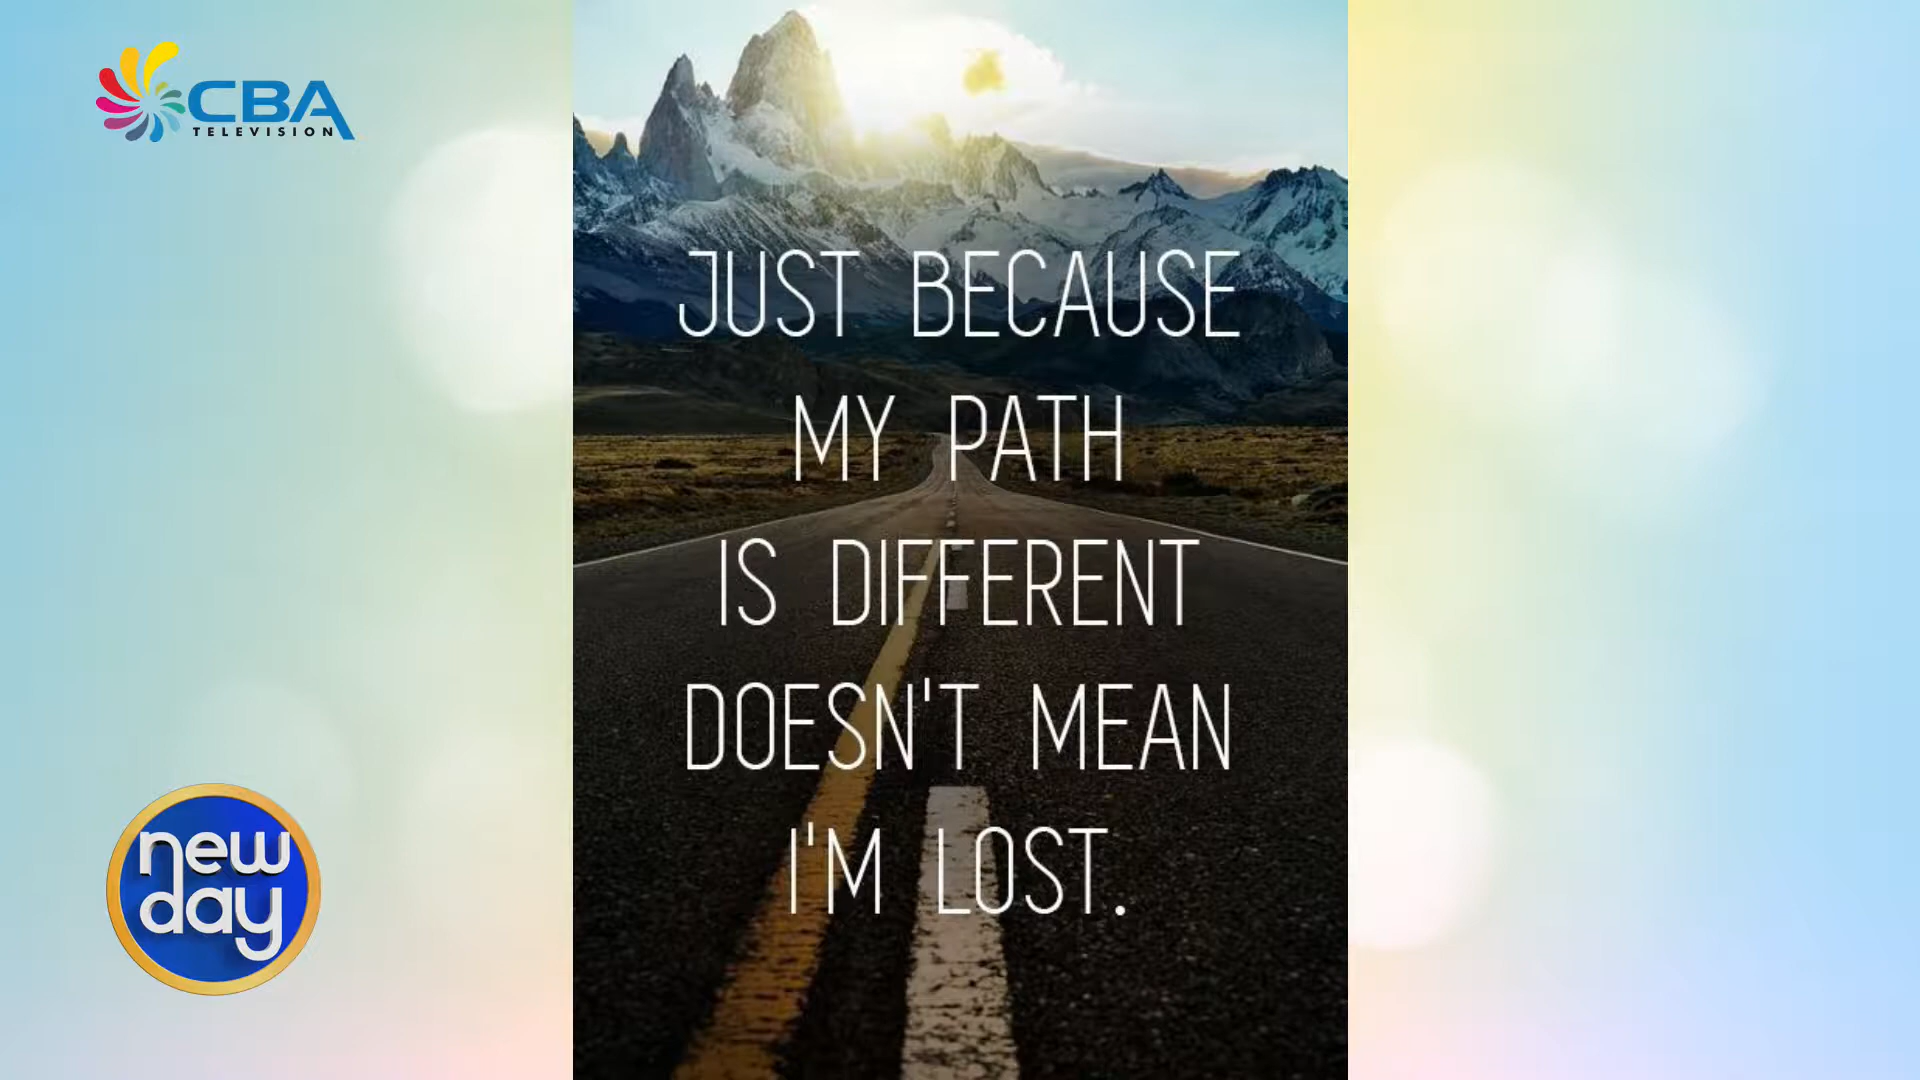 CBA
TELEVISION
JUST BECAUSE
MY PATH
IS DIFFERENT
DOESN'T MEAN
I'M LOST.
new
day